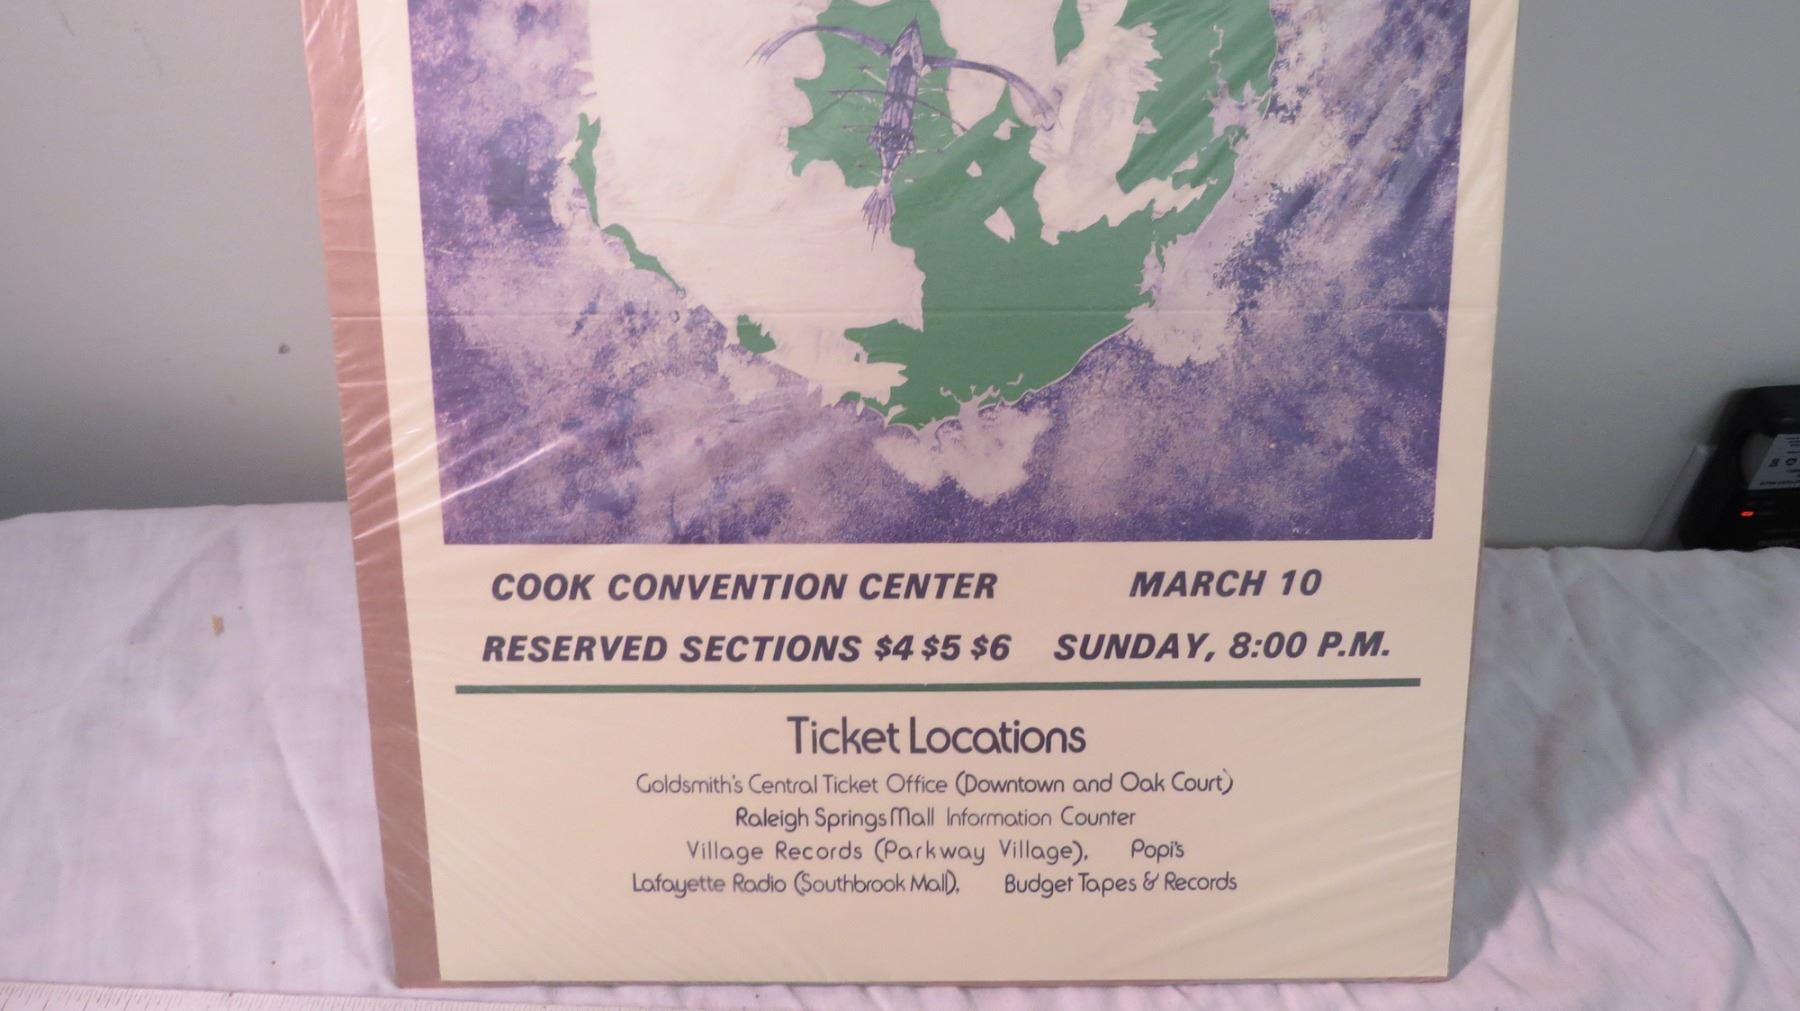 COOK CONVENTION CENTER MARCH 10
RESERVED SECTIONS $4 $5 $6 SUNDAY, 8:00 P.M.
Ticket Locations
Goldsmith's Central Ticket Office (Downtown and Oak Court)
Raleigh Springs Mall Information Counter
Village Records (Parkway Village), Popi's
Lafayette Radio (Southbrook Mall), Budget Tapes & Records